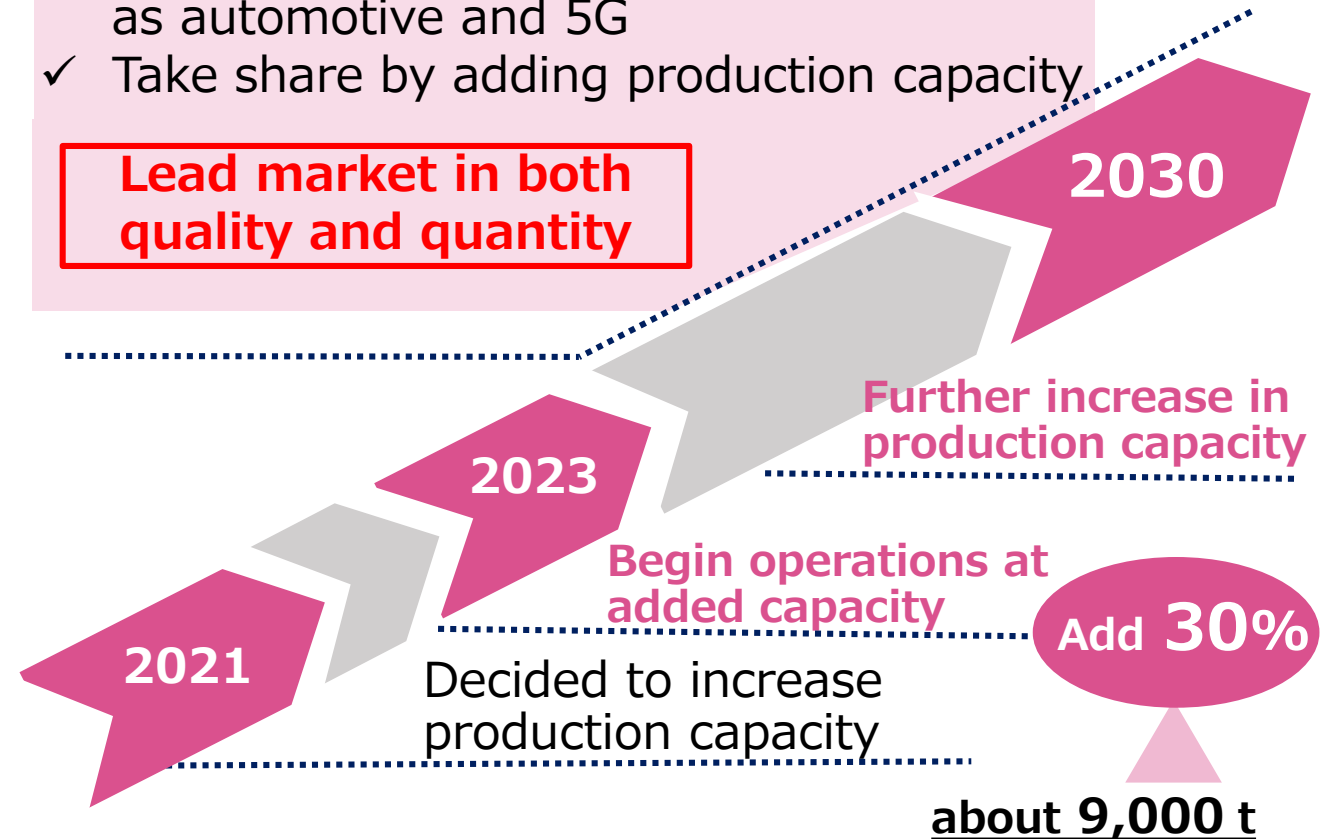 as automotive and 5G
✓ Take share by adding production capacity
Lead market in both
quality and quantity
2030
Further increase in
production capacity
2023
Begin operations at
added capacity
Add 30%
2021
Decided to increase
production capacity
about 9,000 t